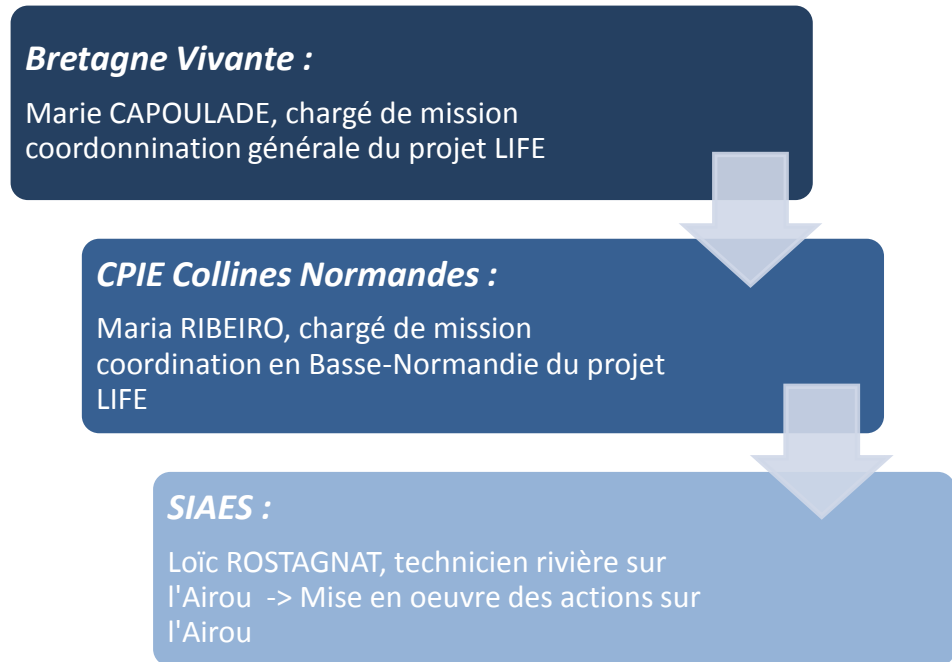 Bretagne Vivante :
Marie CAPOULADE, chargé de mission
coordonnination générale du projet LIFE
CPIE Collines Normandes :
Maria RIBEIRO, chargé de mission
coordination en Basse-Normandie du projet
LIFE
SIAES :
Loïc ROSTAGNAT, technicien rivière sur
l'Airou -> Mise en oeuvre des actions sur
l'Airou